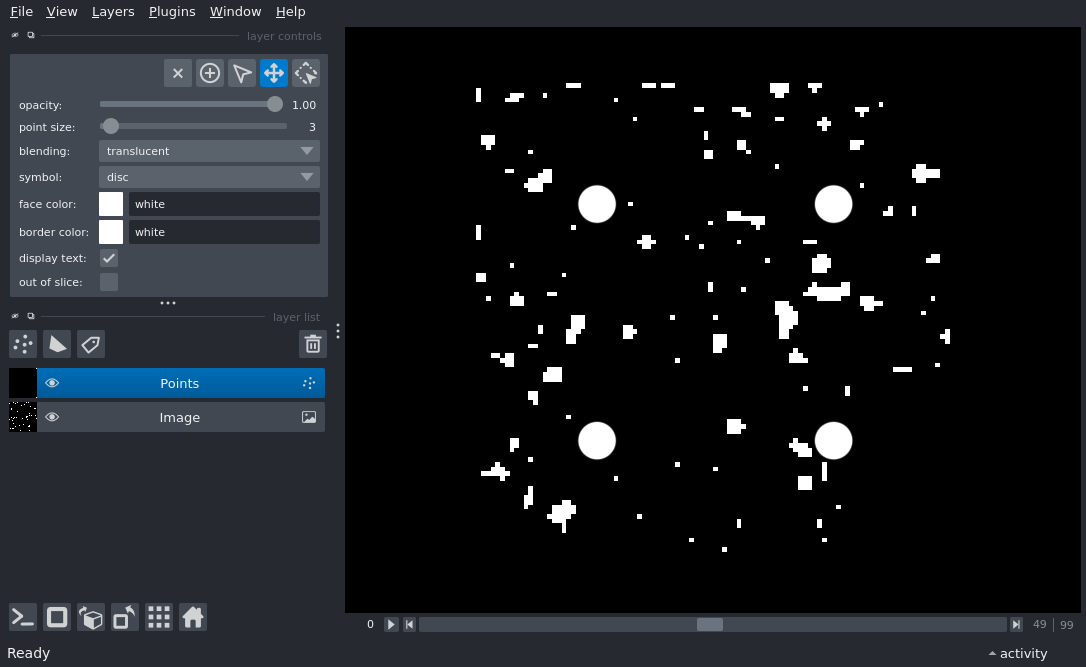 File View Layers Plugins Window Help
layer controls
opacity: 1.00
point size: 3
blending: translucent
symbol: disc
face color: white
border color: white
display text:
out of slice:
layer list
Points
Image
0 49 99
Ready activity